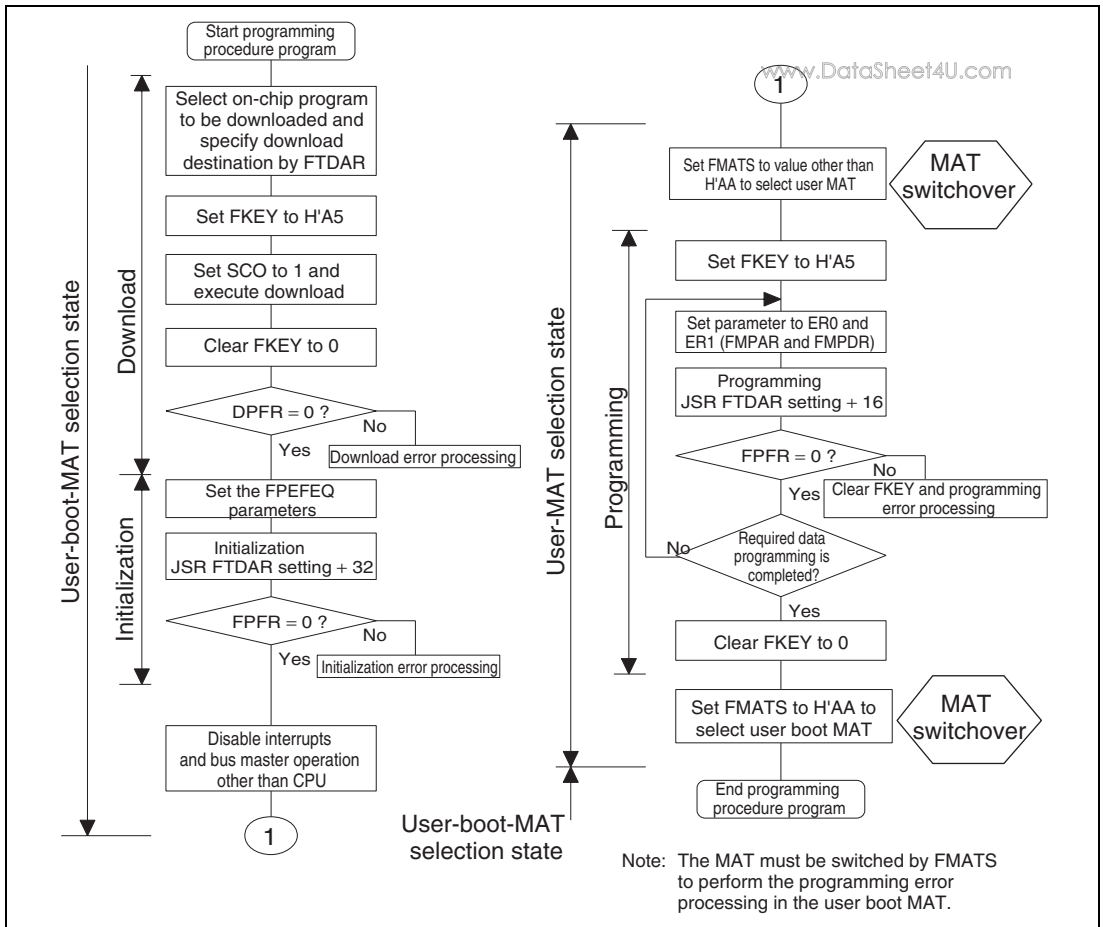 Start programming
procedure program
Select on-chip program
to be downloaded and
specify download
destination by FTDAR
Set FKEY to H'A5
Set SCO to 1 and
execute download
Clear FKEY to 0
DPFR = 0 ?
No
Yes
Download error processing
Set the FPEFEQ
parameters
Initialization
JSR FTDAR setting + 32
FPFR = 0 ?
No
Yes
Initialization error processing
Disable interrupts
and bus master operation
other than CPU
1
User-boot-MAT selection state
Download
Initialization
www.DataSheet4U.com
1
Set FMATS to value other than
H'AA to select user MAT
MAT
switchover
Set FKEY to H'A5
Set parameter to ER0 and
ER1 (FMPAR and FMPDR)
Programming
JSR FTDAR setting + 16
FPFR = 0 ?
No
Yes
Clear FKEY and programming
error processing
No
Required data
programming is
completed?
Yes
Clear FKEY to 0
Set FMATS to H'AA to
select user boot MAT
MAT
switchover
End programming
procedure program
User-MAT selection state
Programming
User-boot-MAT
selection state
Note: The MAT must be switched by FMATS
to perform the programming error
processing in the user boot MAT.